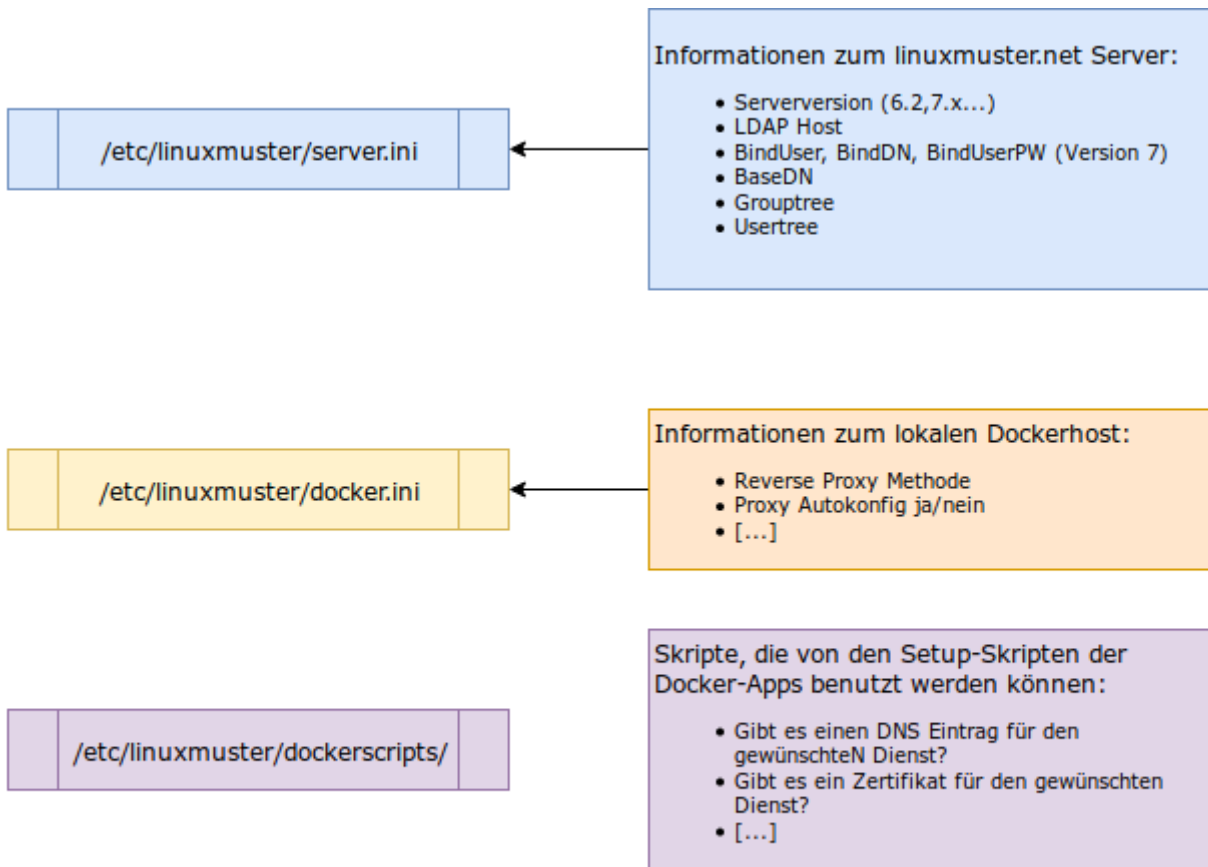 Informationen zum linuxmuster.net Server:
• Serverversion (6.2,7.x...)
• LDAP Host
• BindUser, BindDN, BindUserPW (Version 7)
• BaseDN
• Grouptree
• Usertree
/etc/linuxmuster/server.ini
Informationen zum lokalen Dockerhost:
• Reverse Proxy Methode
• Proxy Autokonfig ja/nein
• [...]
/etc/linuxmuster/docker.ini
Skripte, die von den Setup-Skripten der
Docker-Apps benutzt werden können:
• Gibt es einen DNS Eintrag für den
gewünschteN Dienst?
• Gibt es ein Zertifikat für den gewünschten
Dienst?
• [...]
/etc/linuxmuster/dockerscripts/